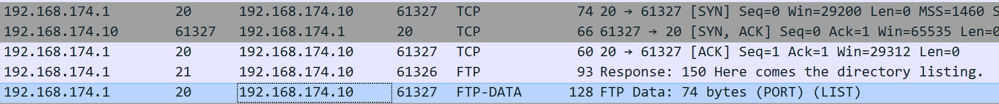 192.168.174.1 20 192.168.174.10 61327 TCP 74 20 → 61327 [SYN] Seq=0 Win=29200 Len=0 MSS=1460 S
192.168.174.10 61327 192.168.174.1 20 TCP 66 61327 → 20 [SYN, ACK] Seq=0 Ack=1 Win=65535 Len=0
192.168.174.1 20 192.168.174.10 61327 TCP 60 20 → 61327 [ACK] Seq=1 Ack=1 Win=29312 Len=0
192.168.174.1 21 192.168.174.10 61326 FTP 93 Response: 150 Here comes the directory listing.
192.168.174.1 20 192.168.174.10 61327 FTP-DATA 128 FTP Data: 74 bytes (PORT) (LIST)